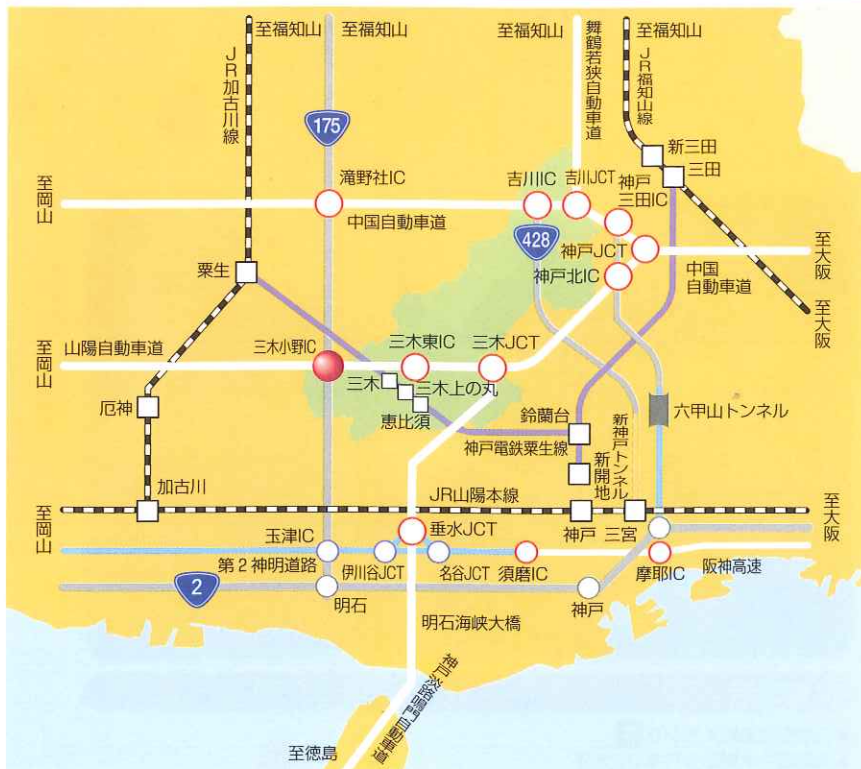 至福知山
至福知山
至福知山
至福知山
JR加古川線
舞鶴若狭自動車道
JR福知山線
175
新三田
三田
滝野社IC
吉川IC
吉川JCT
神戸
三田IC
至岡山
中国自動車道
428
神戸JCT
至大阪
神戸北IC
中国
自動車道
粟生
至大阪
山陽自動車道
三木小野IC
三木東IC
三木JCT
至岡山
三木
三木上の丸
恵比須
厄神
鈴蘭台
六甲山トンネル
神戸電鉄粟生線
新開地
新神戸トンネル
加古川
JR山陽本線
至岡山
神戸
三宮
至大阪
玉津IC
垂水JCT
第2神明道路
伊川谷JCT
名谷JCT
須磨IC
摩耶IC
阪神高速
2
明石
神戸
明石海峡大橋
神戸淡路鳴門自動車道
至徳島